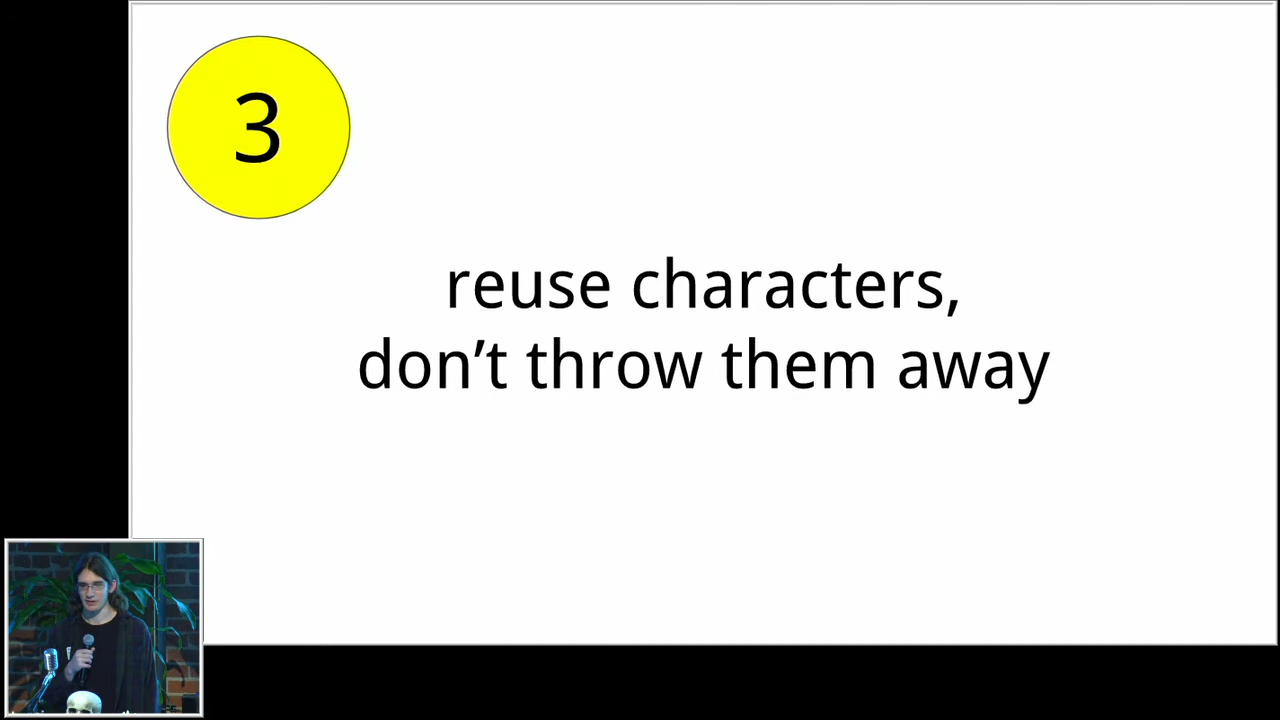 3
reuse characters,
don’t throw them away